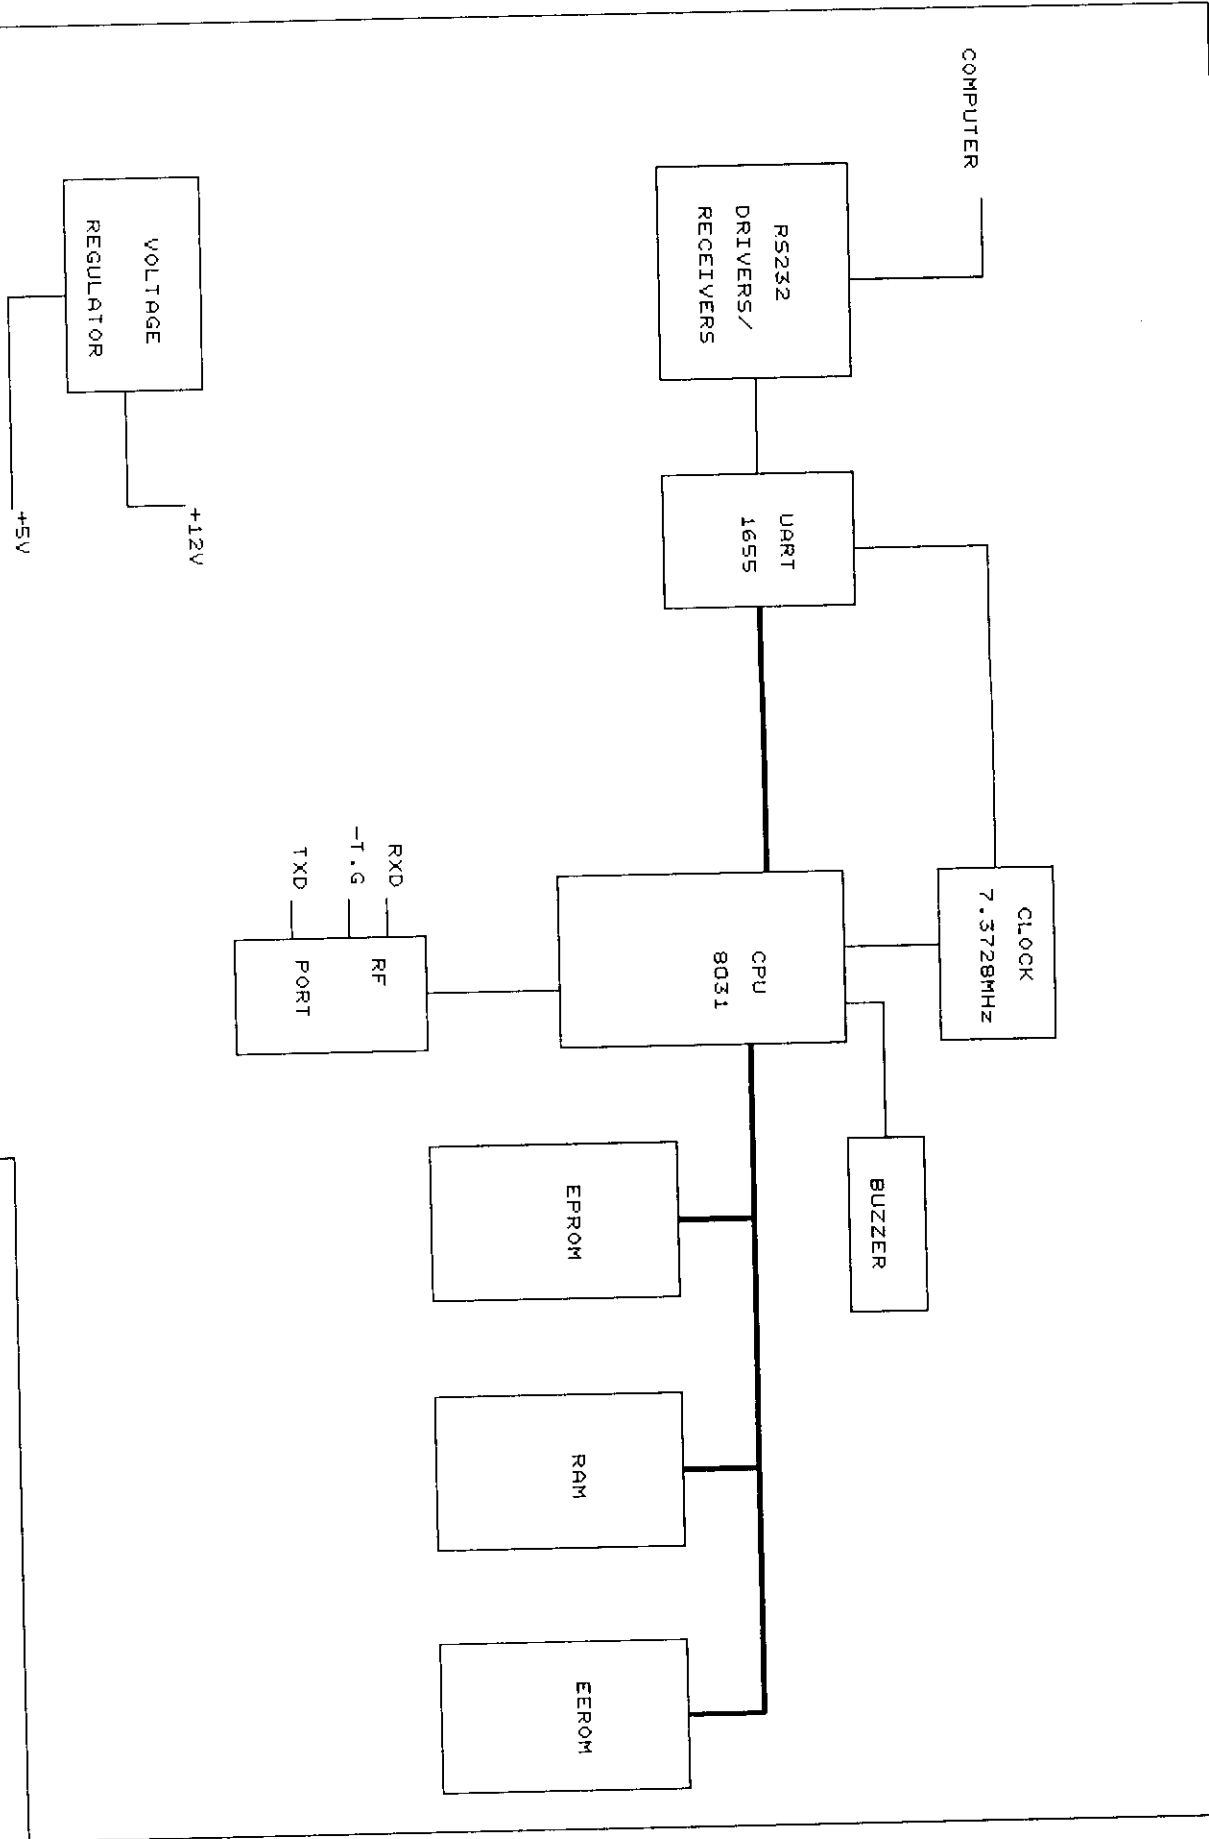 COMPUTER
CLOCK
7.3728MHz
RS232
DRIVERS/
RECEIVERS
UART
1655
CPU
8031
BUZZER
EPROM
RAM
EEROM
RXD
-T.G
TXD
RF
PORT
VOLTAGE
REGULATOR
+12V
+5V